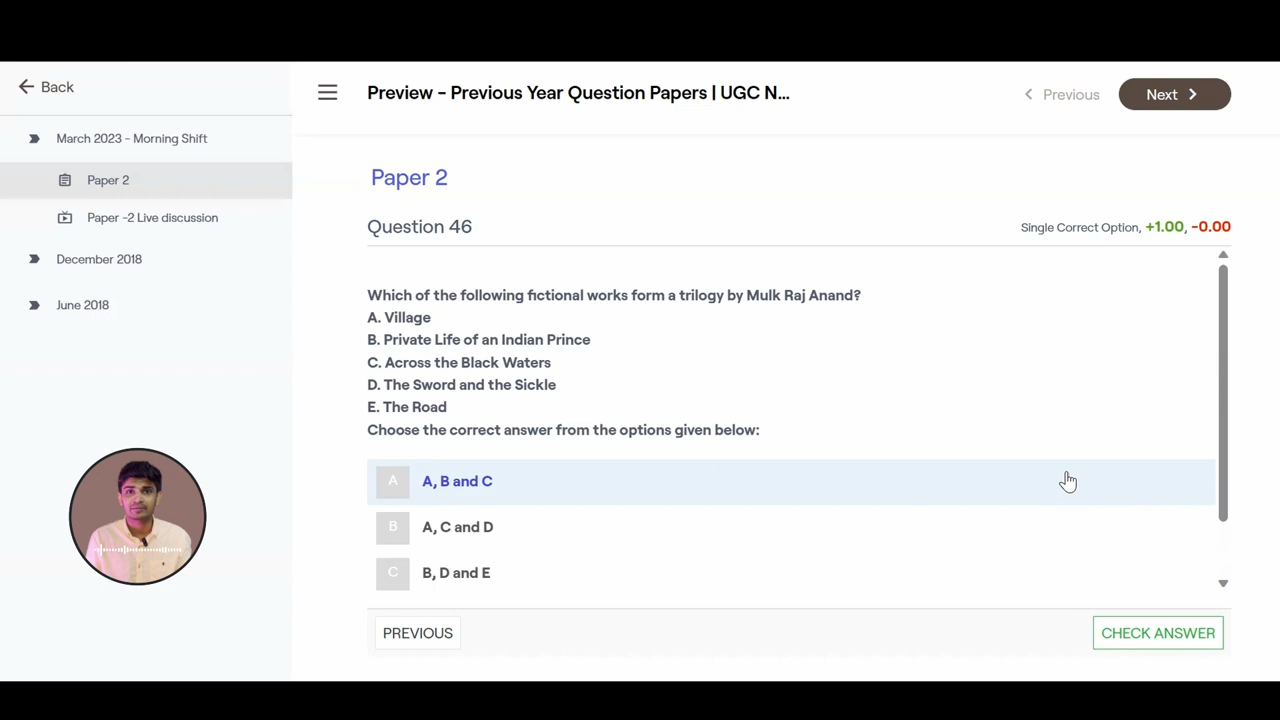 Back
Preview - Previous Year Question Papers | UGC N...
Previous
Next
March 2023 - Morning Shift
Paper 2
Paper -2 Live discussion
December 2018
June 2018
Paper 2
Question 46
Single Correct Option, +1.00, -0.00
Which of the following fictional works form a trilogy by Mulk Raj Anand?
A. Village
B. Private Life of an Indian Prince
C. Across the Black Waters
D. The Sword and the Sickle
E. The Road
Choose the correct answer from the options given below:
A A, B and C
B A, C and D
C B, D and E
PREVIOUS
CHECK ANSWER